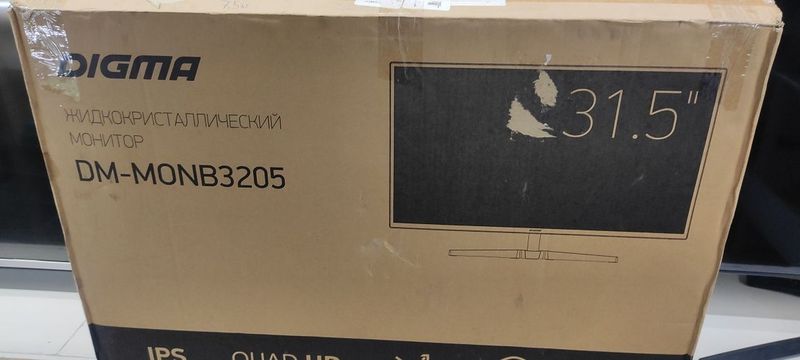 DIGMA
ЖИДКОКРИСТАЛЛИЧЕСКИЙ
МОНИТОР
DM-MONB3205
31.5"
IPS
QUAD HD